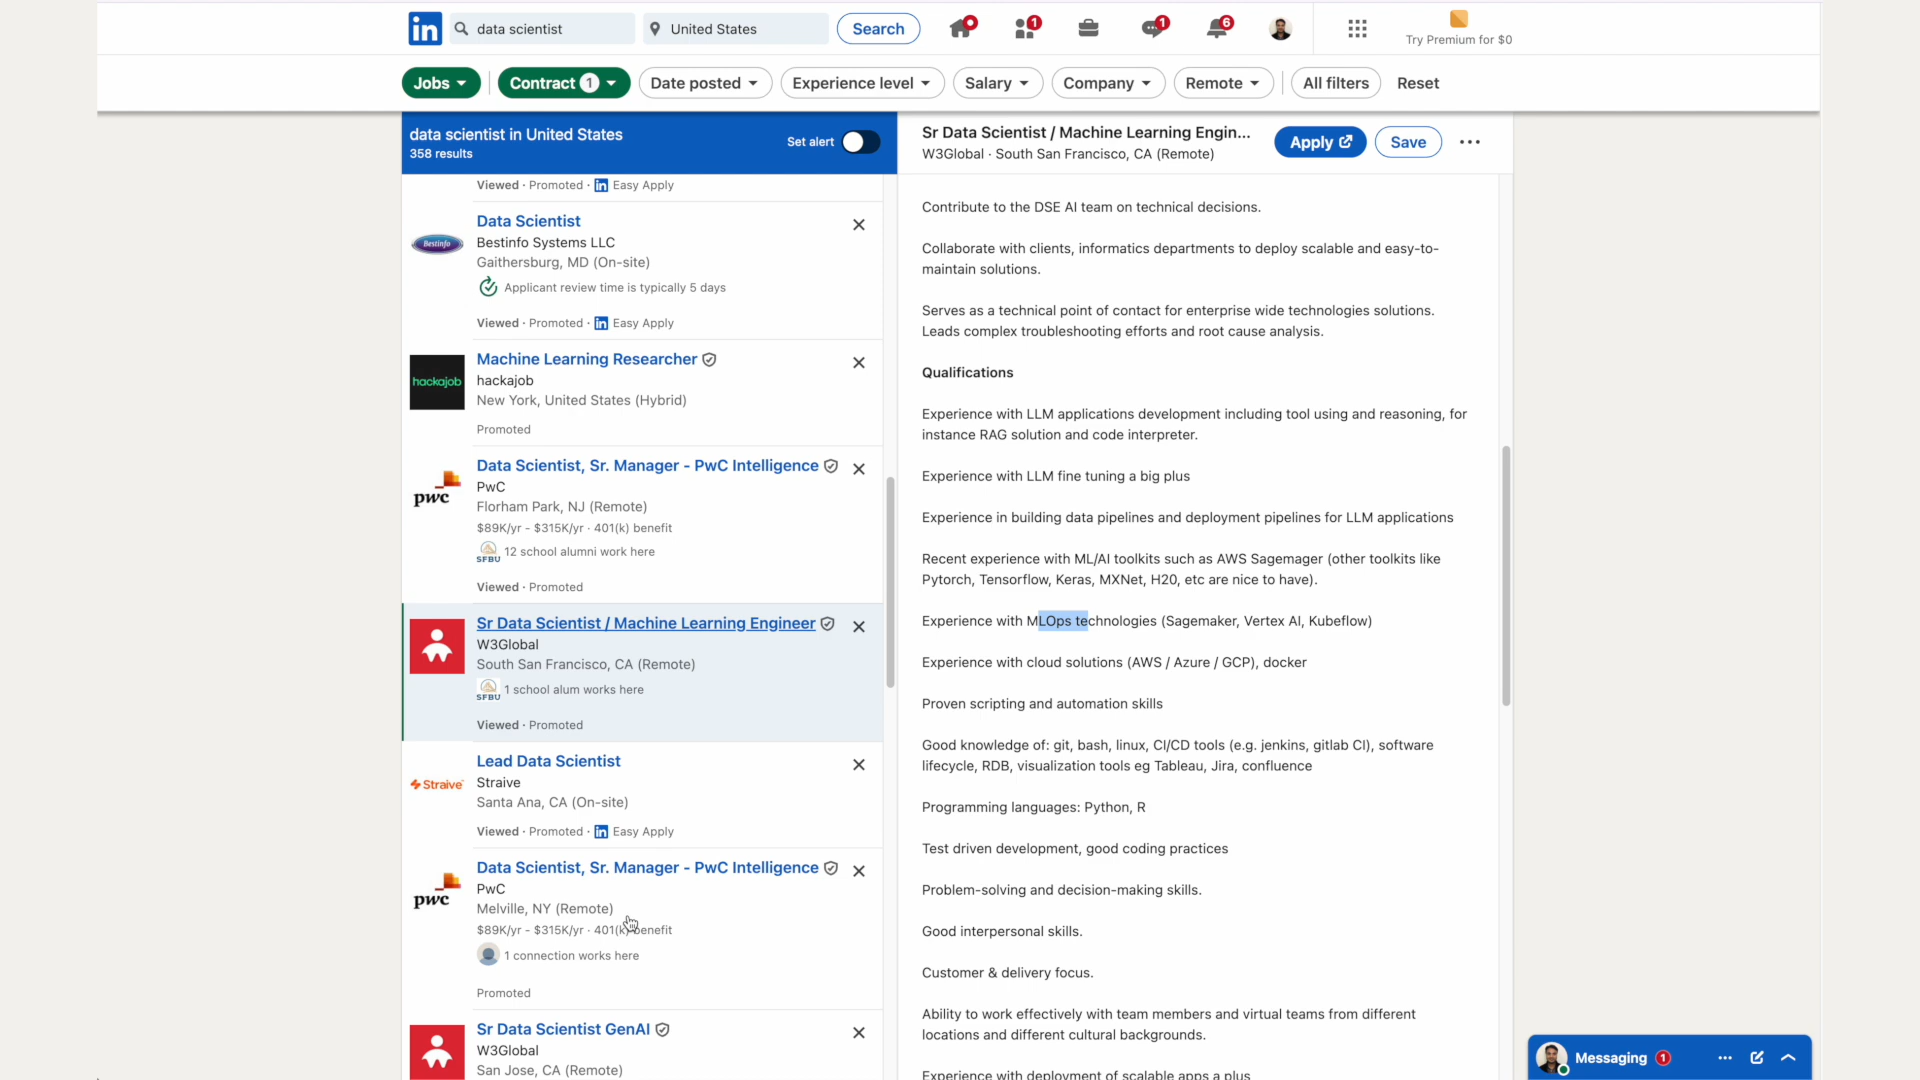 in
data scientist
United States
Search
1
1
6
Try Premium for $0
Jobs
Contract 1
Date posted
Experience level
Salary
Company
Remote
All filters
Reset
data scientist in United States
358 results
Set alert
Viewed · Promoted · in Easy Apply
Bestinfo
Data Scientist
Bestinfo Systems LLC
Gaithersburg, MD (On-site)
Applicant review time is typically 5 days
Viewed · Promoted · in Easy Apply
hackajob
Machine Learning Researcher
hackajob
New York, United States (Hybrid)
Promoted
pwc
Data Scientist, Sr. Manager - PwC Intelligence
PwC
Florham Park, NJ (Remote)
$89K/yr - $315K/yr · 401(k) benefit
SFBU 12 school alumni work here
Viewed · Promoted
Sr Data Scientist / Machine Learning Engineer
W3Global
South San Francisco, CA (Remote)
SFBU 1 school alum works here
Viewed · Promoted
Straive
Lead Data Scientist
Straive
Santa Ana, CA (On-site)
Viewed · Promoted · in Easy Apply
pwc
Data Scientist, Sr. Manager - PwC Intelligence
PwC
Melville, NY (Remote)
$89K/yr - $315K/yr · 401(k) benefit
1 connection works here
Promoted
Sr Data Scientist GenAI
W3Global
San Jose, CA (Remote)
Sr Data Scientist / Machine Learning Engin...
W3Global · South San Francisco, CA (Remote)
Apply
Save
Contribute to the DSE AI team on technical decisions.
Collaborate with clients, informatics departments to deploy scalable and easy-to-
maintain solutions.
Serves as a technical point of contact for enterprise wide technologies solutions.
Leads complex troubleshooting efforts and root cause analysis.
Qualifications
Experience with LLM applications development including tool using and reasoning, for
instance RAG solution and code interpreter.
Experience with LLM fine tuning a big plus
Experience in building data pipelines and deployment pipelines for LLM applications
Recent experience with ML/AI toolkits such as AWS Sagemager (other toolkits like
Pytorch, Tensorflow, Keras, MXNet, H20, etc are nice to have).
Experience with MLOps technologies (Sagemaker, Vertex AI, Kubeflow)
Experience with cloud solutions (AWS / Azure / GCP), docker
Proven scripting and automation skills
Good knowledge of: git, bash, linux, CI/CD tools (e.g. jenkins, gitlab CI), software
lifecycle, RDB, visualization tools eg Tableau, Jira, confluence
Programming languages: Python, R
Test driven development, good coding practices
Problem-solving and decision-making skills.
Good interpersonal skills.
Customer & delivery focus.
Ability to work effectively with team members and virtual teams from different
locations and different cultural backgrounds.
Experience with deployment of scalable apps a plus
Messaging 1